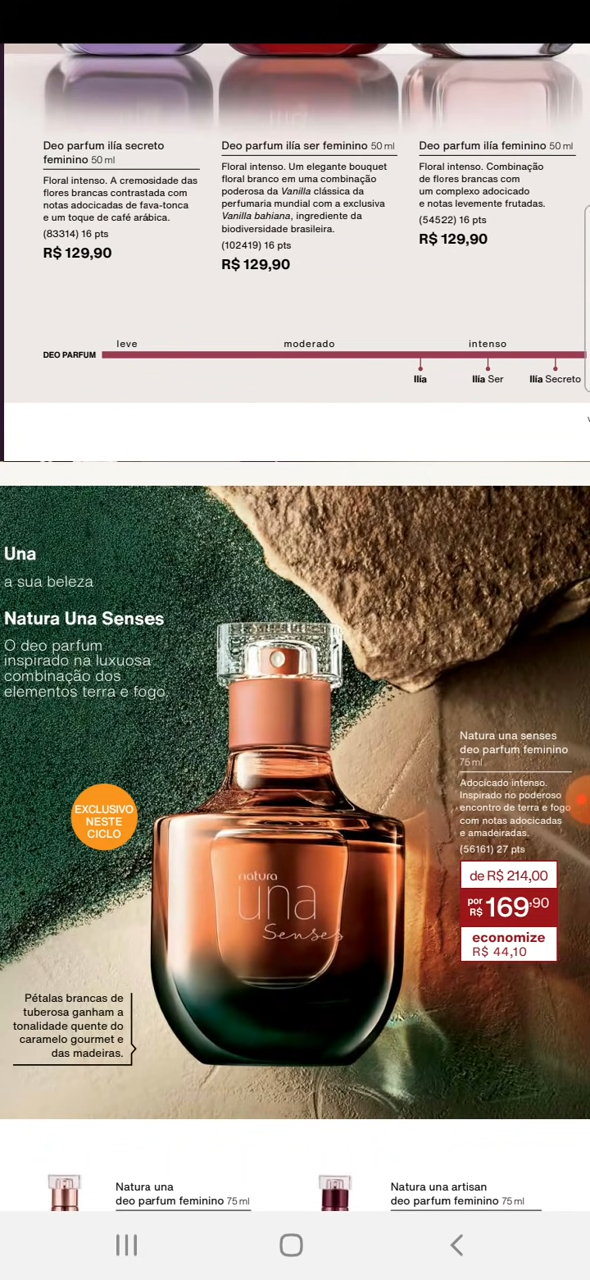 Deo parfum ilía secreto
feminino 50 ml
Floral intenso. A cremosidade das
flores brancas contrastada com
notas adocicadas de fava-tonca
e um toque de café arábica.
(83314) 16 pts
R$ 129,90
Deo parfum ilía ser feminino 50 ml
Floral intenso. Um elegante bouquet
floral branco em uma combinação
poderosa da Vanilla clássica da
perfumaria mundial com a exclusiva
Vanilla bahiana, ingrediente da
biodiversidade brasileira.
(102419) 16 pts
R$ 129,90
Deo parfum ilía feminino 50 ml
Floral intenso. Combinação
de flores brancas com
um complexo adocicado
e notas levemente frutadas.
(54522) 16 pts
R$ 129,90
leve moderado intenso
DEO PARFUM
Ilía Ilía Ser Ilía Secreto
Una
a sua beleza
Natura Una Senses
O deo parfum
inspirado na luxuosa
combinação dos
elementos terra e fogo.
EXCLUSIVO
NESTE
CICLO
natura
una
Senses
Natura una senses
deo parfum feminino
75 ml
Adocicado intenso.
Inspirado no poderoso
encontro de terra e fogo
com notas adocicadas
e amadeiradas.
(56161) 27 pts
de R$ 214,00
por
R$ 169,90
economize
R$ 44,10
Pétalas brancas de
tuberosa ganham a
tonalidade quente do
caramelo gourmet e
das madeiras.
Natura una
deo parfum feminino 75 ml
Natura una artisan
deo parfum feminino 75 ml